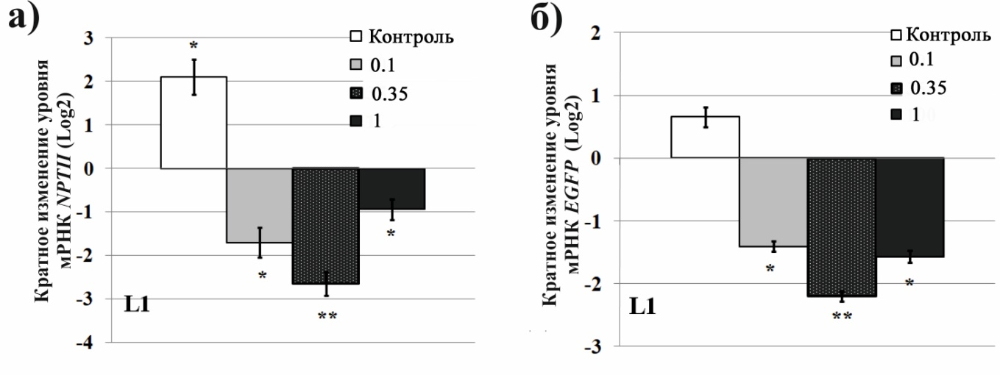 а)
Кратное изменение уровня
мРНК NPTII (Log2)
3
2
1
0
-1
-2
-3
-4
Контроль
0.1
0.35
1
*
*
**
*
L1
б)
Кратное изменение уровня
мРНК EGFP (Log2)
2
1
0
-1
-2
-3
Контроль
0.1
0.35
1
*
**
*
L1